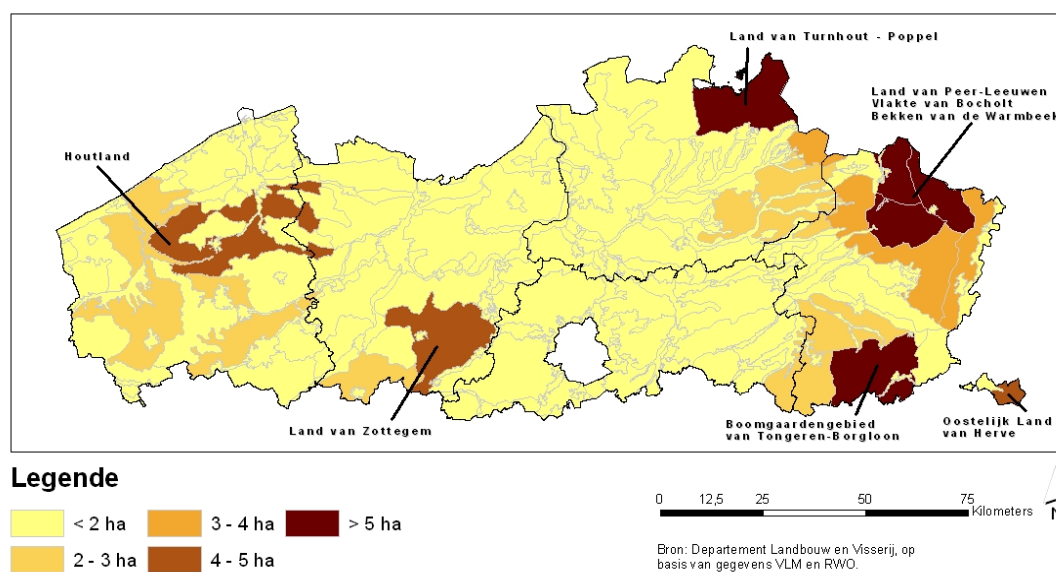 Land van Turnhout - Poppel
Land van Peer-Leeuwen
Vlakte van Bocholt
Bekken van de Warmbeek
Houtland
Land van Zottegem
Boomgaardengebied
van Tongeren-Borgloon
Oostelijk Land
van Herve
Legende
< 2 ha
3 - 4 ha
> 5 ha
2 - 3 ha
4 - 5 ha
0 12,5 25 50 75
Kilometers
N
Bron: Departement Landbouw en Visserij, op
basis van gegevens VLM en RWO.